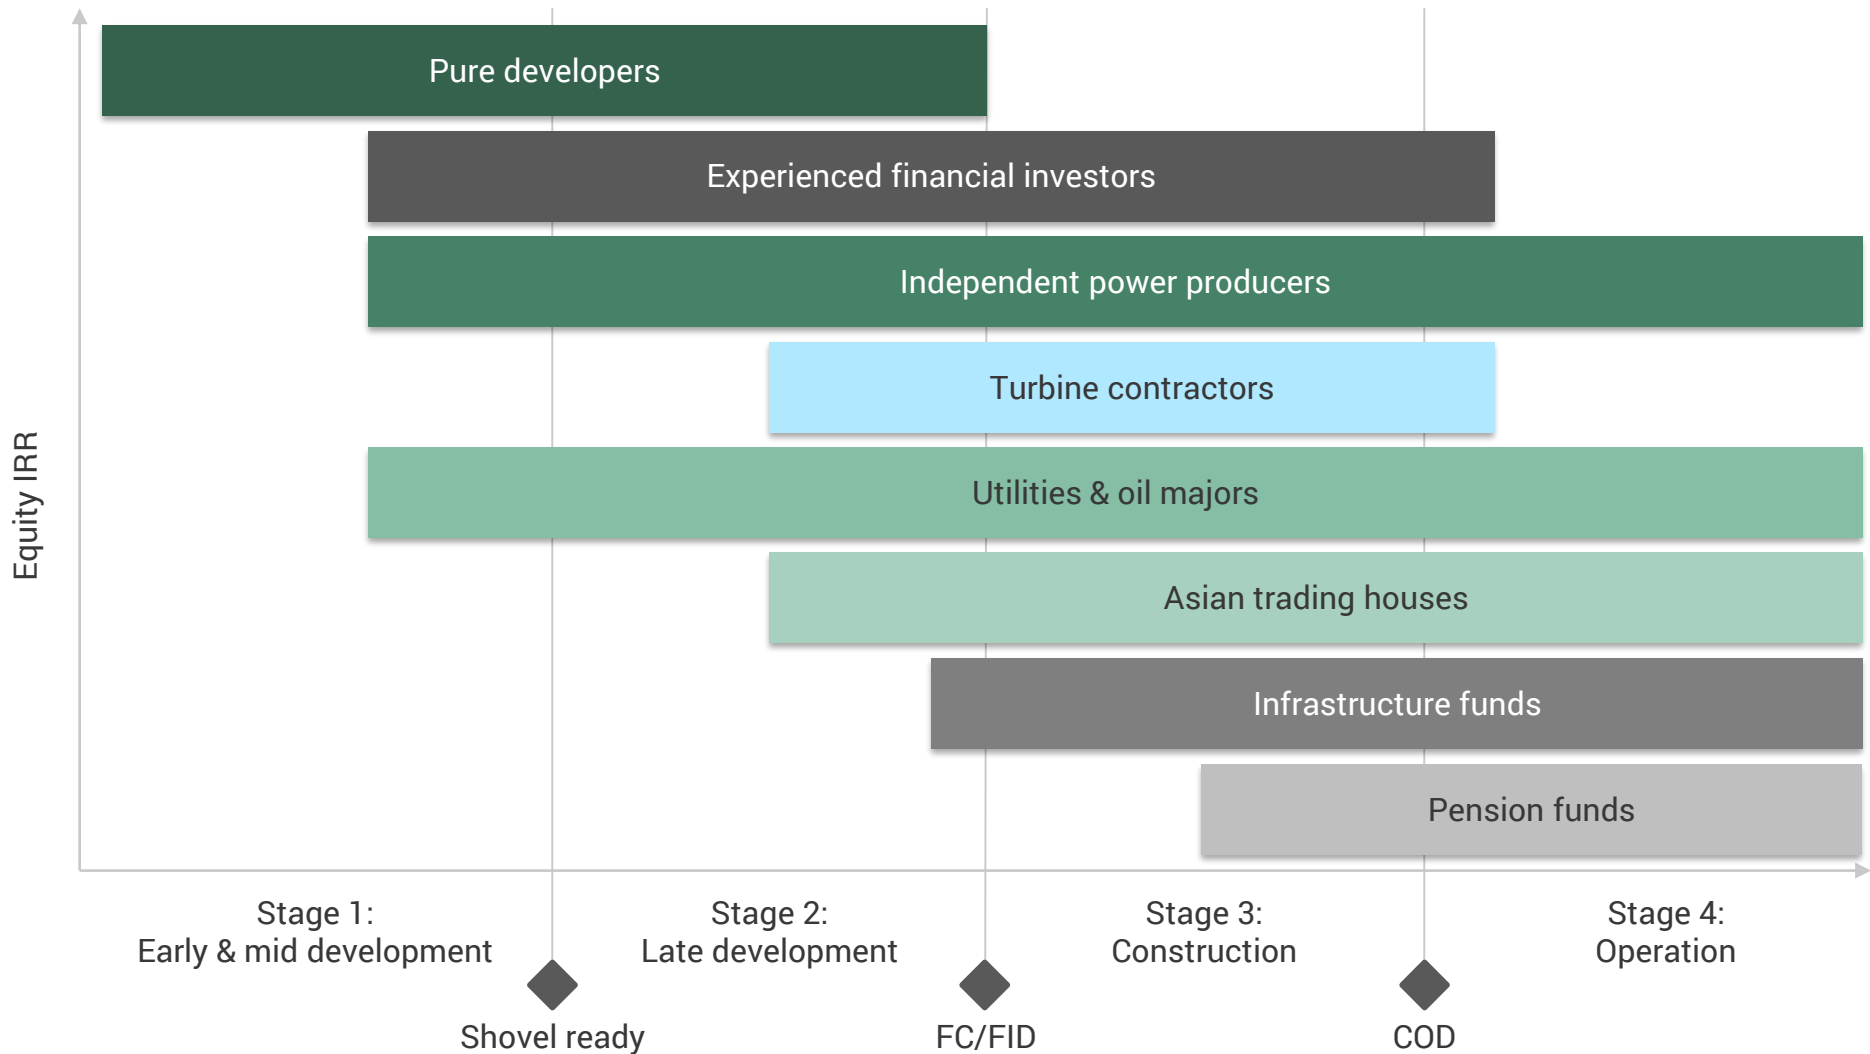 Equity IRR
Pure developers
Experienced financial investors
Independent power producers
Turbine contractors
Utilities & oil majors
Asian trading houses
Infrastructure funds
Pension funds
Stage 1:
Early & mid development
Stage 2:
Late development
Stage 3:
Construction
Stage 4:
Operation
Shovel ready
FC/FID
COD